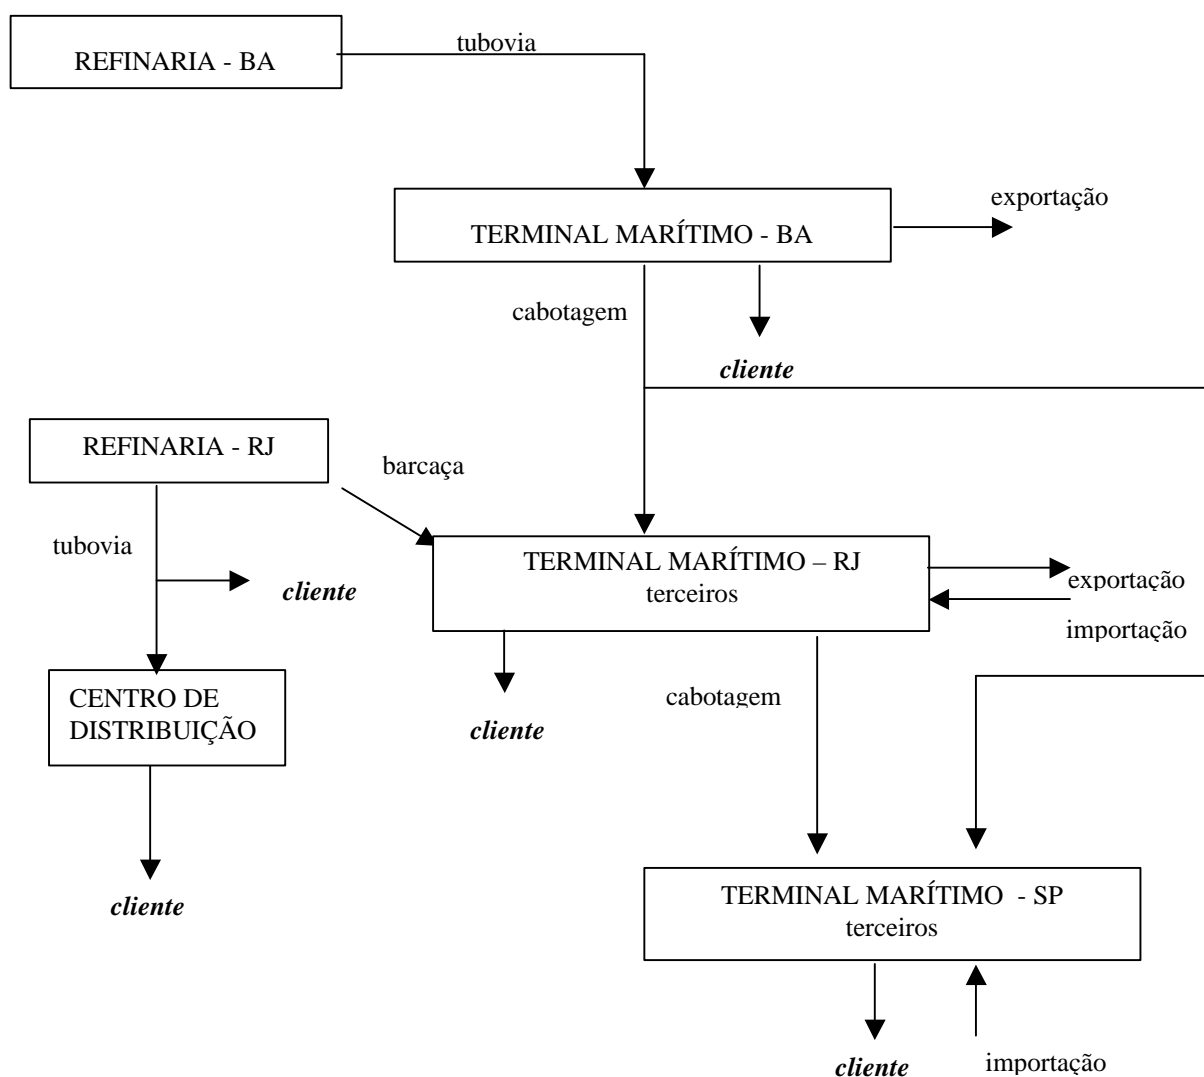 tubovia
REFINARIA - BA
exportação
TERMINAL MARÍTIMO - BA
cabotagem
cliente
REFINARIA - RJ
barcaça
tubovia
TERMINAL MARÍTIMO – RJ
terceiros
cliente
exportação
importação
CENTRO DE
DISTRIBUIÇÃO
cabotagem
cliente
cliente
TERMINAL MARÍTIMO - SP
terceiros
cliente
importação